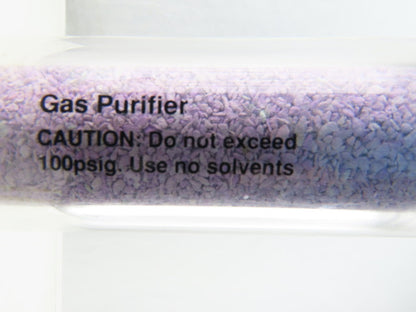 Gas Purifier
CAUTION: Do not exceed
100psig. Use no solvents